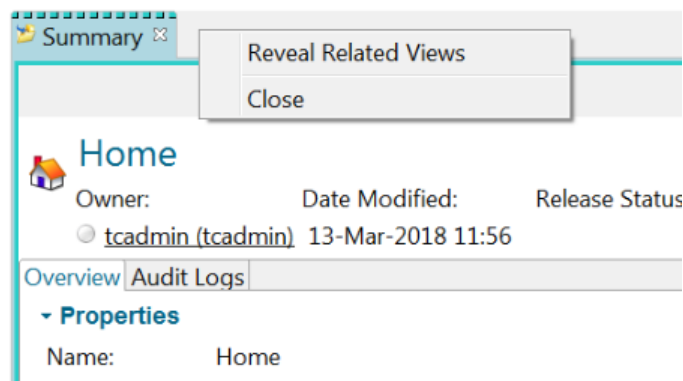 Summary
Reveal Related Views
Close
Home
Owner: Date Modified: Release Status
tcadmin (tcadmin) 13-Mar-2018 11:56
Overview Audit Logs
Properties
Name: Home